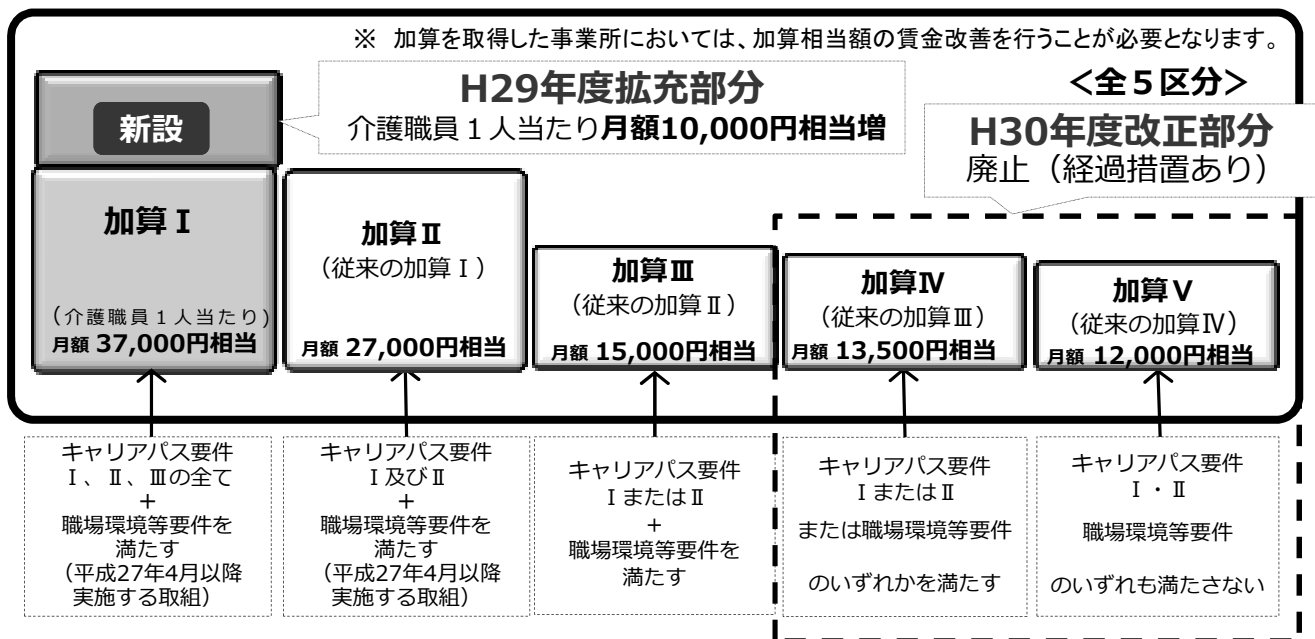 ※ 加算を取得した事業所においては、加算相当額の賃金改善を行うことが必要となります。
H29年度拡充部分
介護職員１人当たり月額10,000円相当増
＜全５区分＞
H30年度改正部分
廃止（経過措置あり）
新設
加算Ⅰ
（介護職員１人当たり）
月額 37,000円相当
加算Ⅱ
（従来の加算Ⅰ）
月額 27,000円相当
加算Ⅲ
（従来の加算Ⅱ）
月額 15,000円相当
加算Ⅳ
（従来の加算Ⅲ）
月額 13,500円相当
加算Ⅴ
（従来の加算Ⅳ）
月額 12,000円相当
キャリアパス要件
Ⅰ、Ⅱ、Ⅲの全て
+
職場環境等要件を
満たす
（平成27年4月以降
実施する取組）
キャリアパス要件
Ⅰ及びⅡ
+
職場環境等要件を
満たす
（平成27年4月以降
実施する取組）
キャリアパス要件
ⅠまたはⅡ
+
職場環境等要件を
満たす
キャリアパス要件
ⅠまたはⅡ
または職場環境等要件
のいずれかを満たす
キャリアパス要件
Ⅰ・Ⅱ
職場環境等要件
のいずれも満たさない